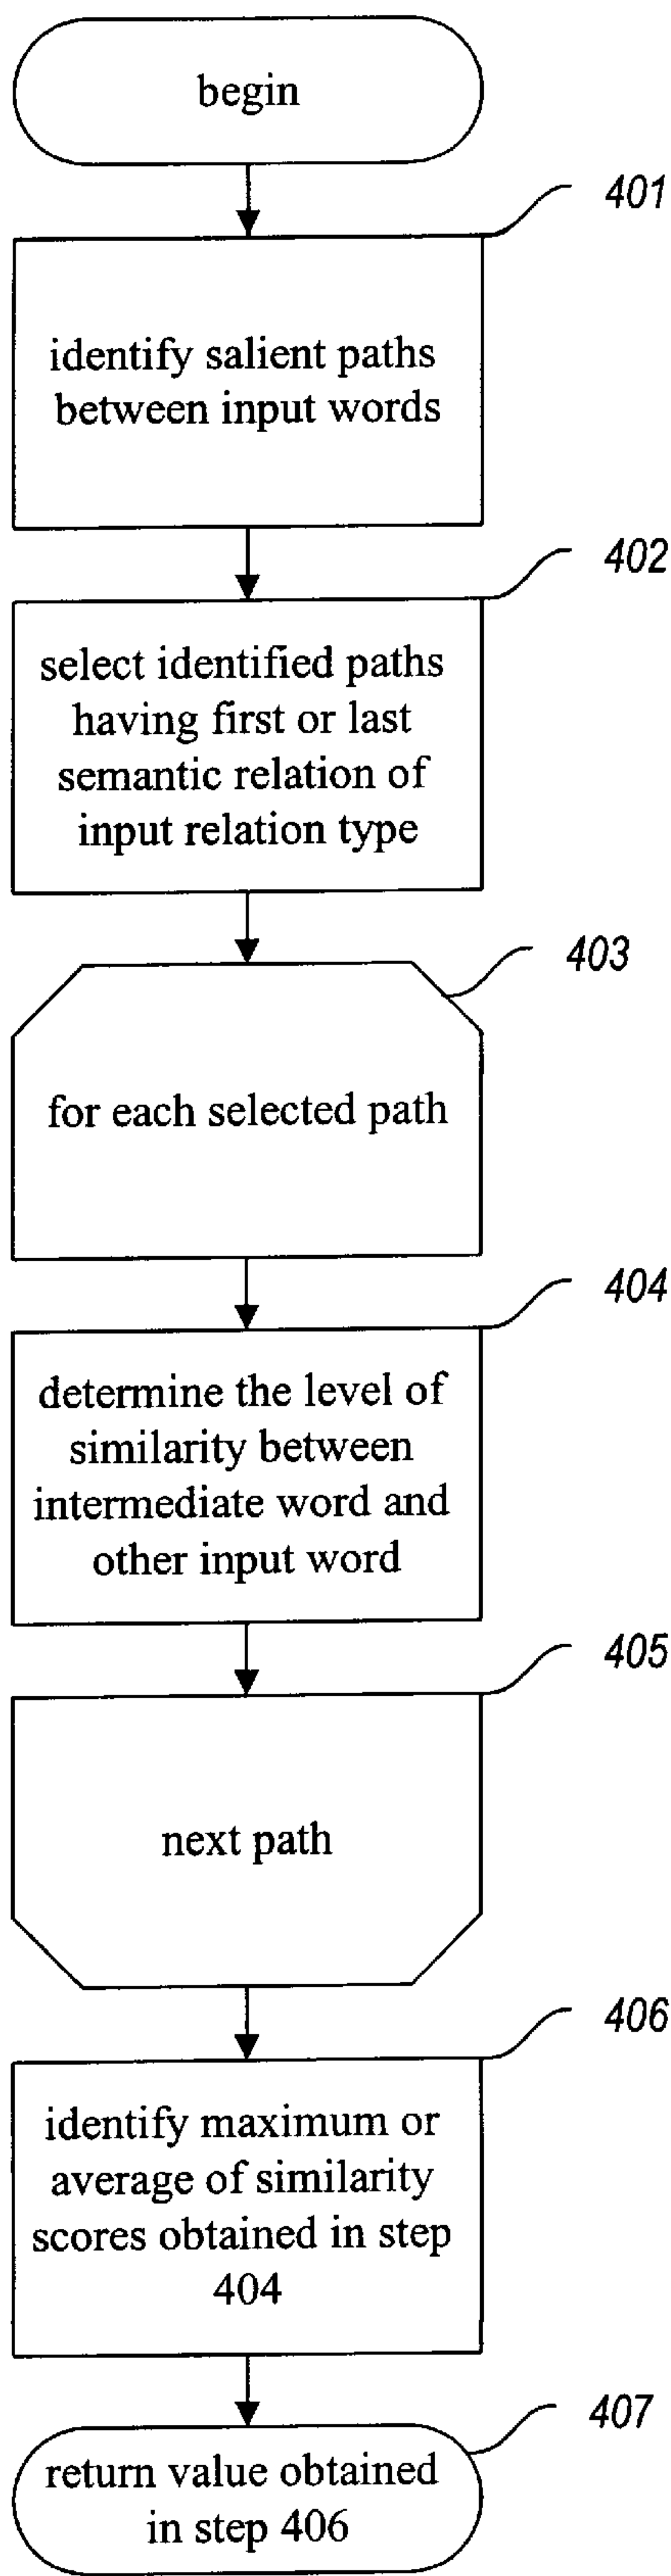 begin
401
identify salient paths
between input words
402
select identified paths
having first or last
semantic relation of
input relation type
403
for each selected path
404
determine the level of
similarity between
intermediate word and
other input word
405
next path
406
identify maximum or
average of similarity
scores obtained in step
404
407
return value obtained
in step 406